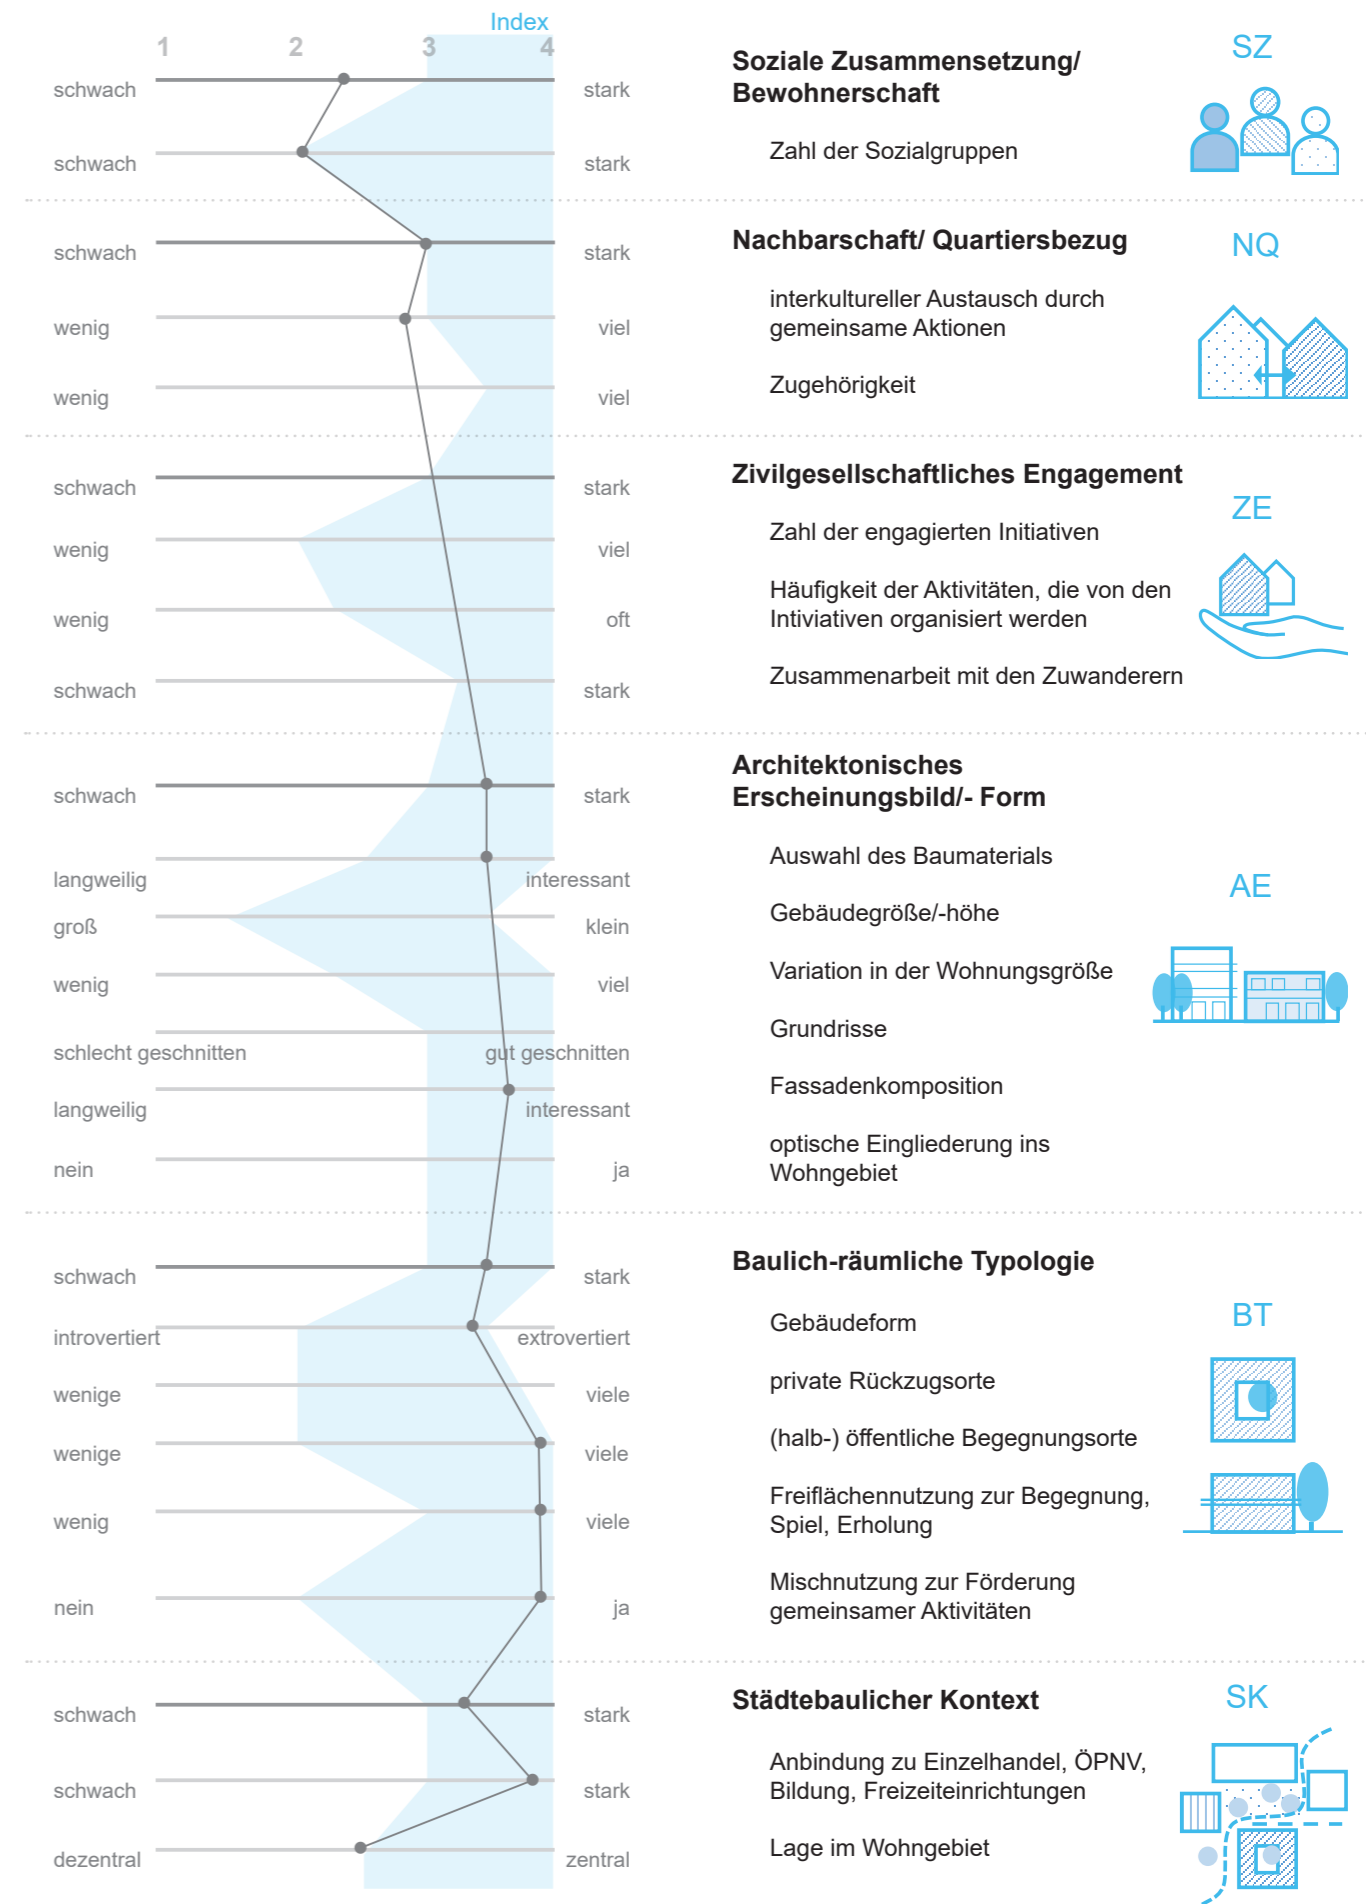 Index
1 2 3 4
schwach stark
Soziale Zusammensetzung/
Bewohnerschaft
SZ
schwach stark
Zahl der Sozialgruppen
schwach stark
Nachbarschaft/ Quartiersbezug
NQ
wenig viel
interkultureller Austausch durch
gemeinsame Aktionen
wenig viel
Zugehörigkeit
schwach stark
Zivilgesellschaftliches Engagement
ZE
wenig viel
Zahl der engagierten Initiativen
wenig oft
Häufigkeit der Aktivitäten, die von den
Intiviativen organisiert werden
schwach stark
Zusammenarbeit mit den Zuwanderern
schwach stark
Architektonisches
Erscheinungsbild/- Form
AE
langweilig interessant
Auswahl des Baumaterials
groß klein
Gebäudegröße/-höhe
wenig viel
Variation in der Wohnungsgröße
schlecht geschnitten gut geschnitten
Grundrisse
langweilig interessant
Fassadenkomposition
nein ja
optische Eingliederung ins
Wohngebiet
schwach stark
Baulich-räumliche Typologie
BT
introvertiert extrovertiert
Gebäudeform
wenige viele
private Rückzugsorte
wenige viele
(halb-) öffentliche Begegnungsorte
wenig viele
Freiflächennutzung zur Begegnung,
Spiel, Erholung
nein ja
Mischnutzung zur Förderung
gemeinsamer Aktivitäten
schwach stark
Städtebaulicher Kontext
SK
schwach stark
Anbindung zu Einzelhandel, ÖPNV,
Bildung, Freizeiteinrichtungen
dezentral zentral
Lage im Wohngebiet